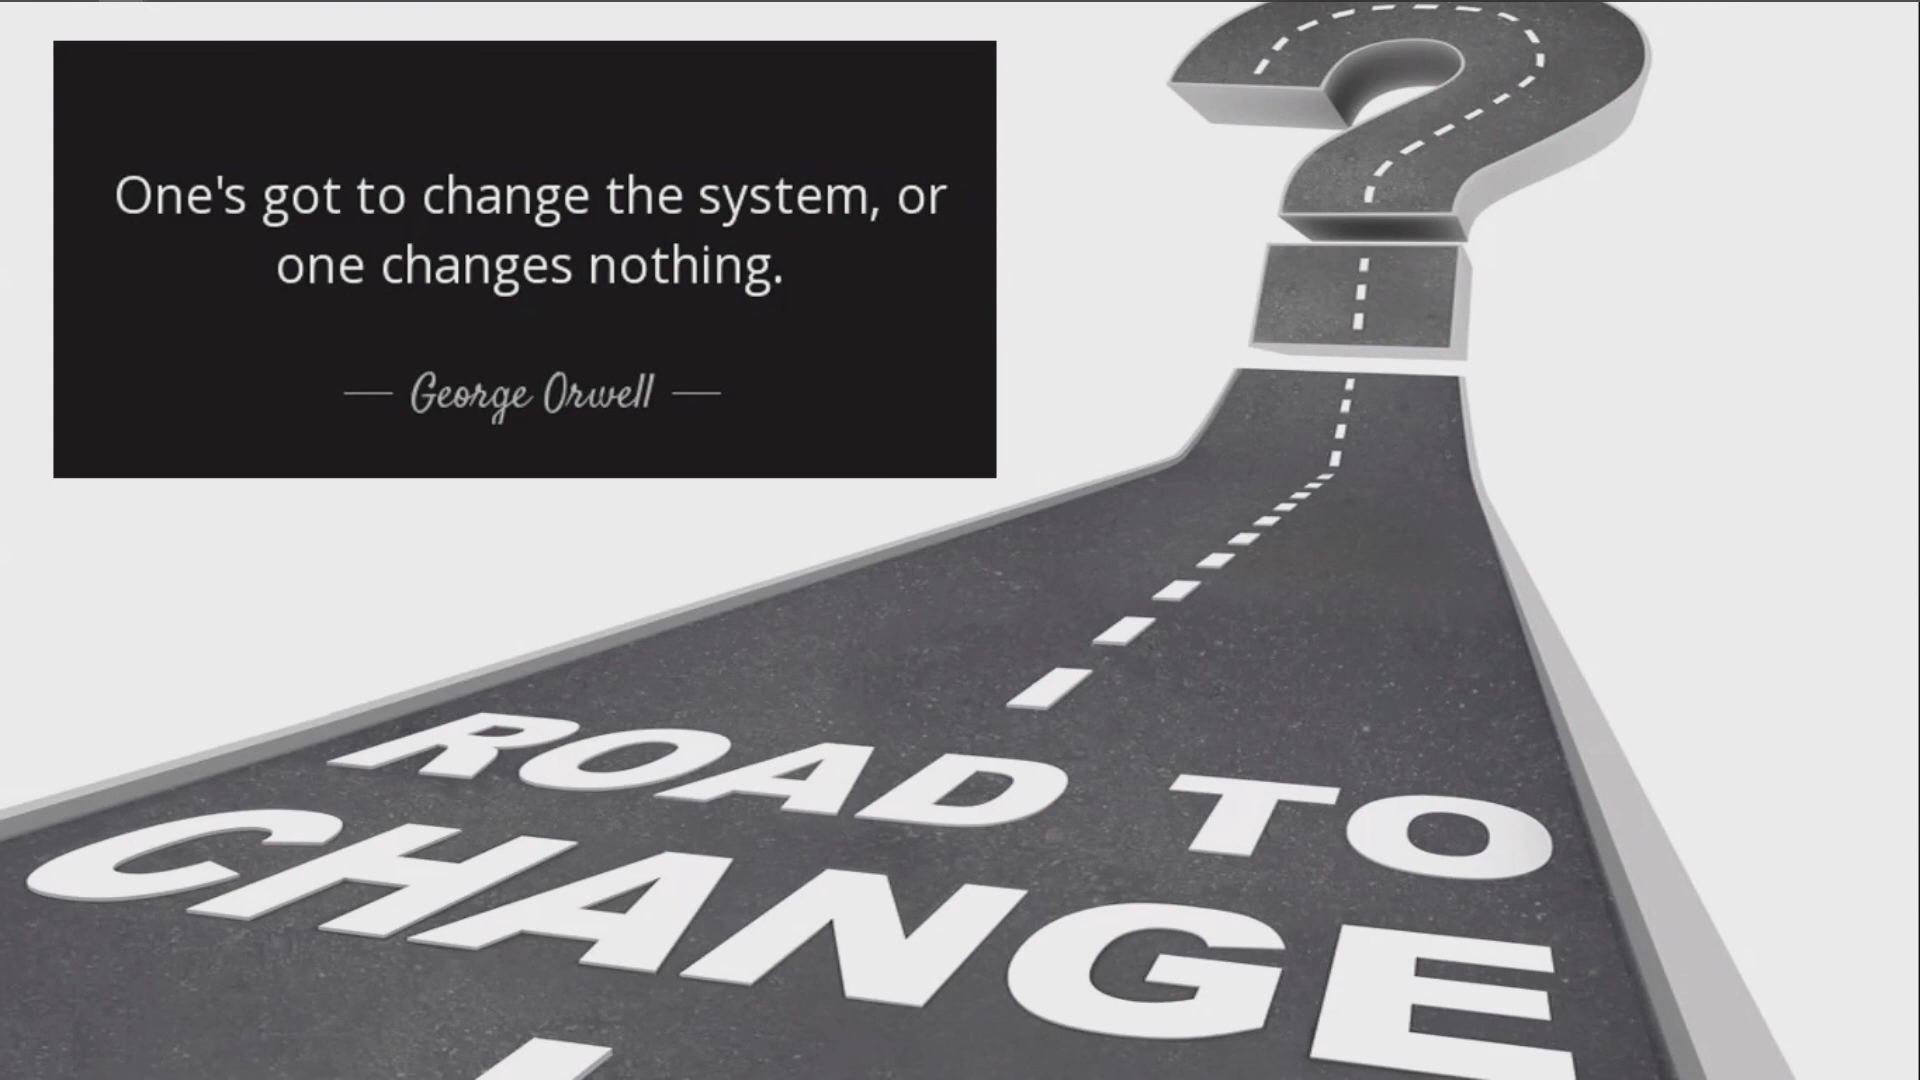 One's got to change the system, or
one changes nothing.
George Orwell
ROAD TO
CHANGE